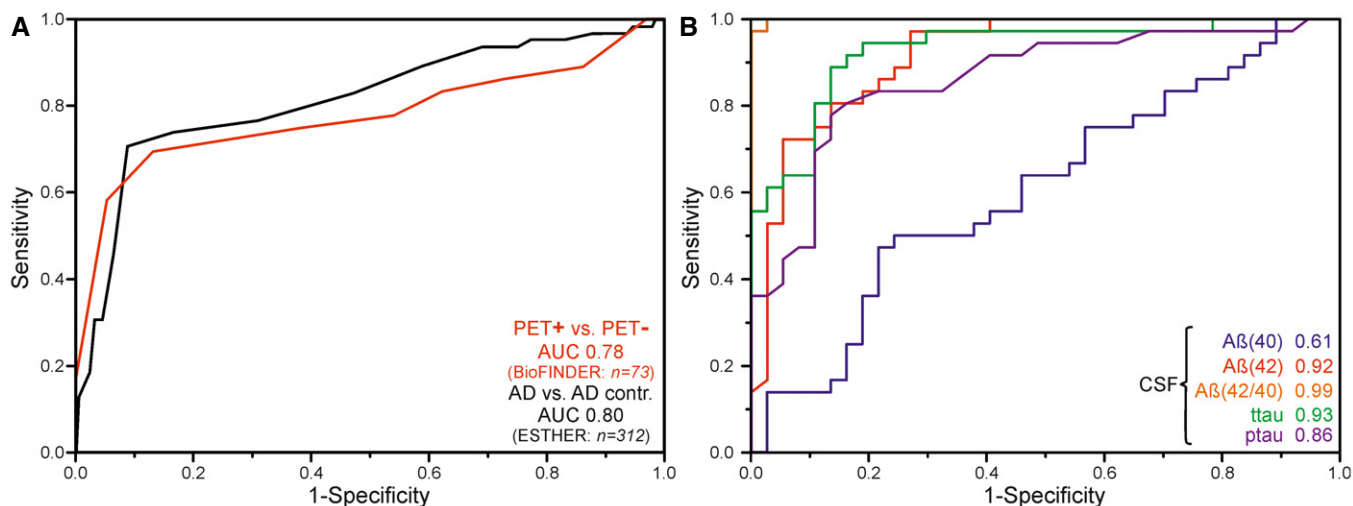 A
1.0
0.8
0.6
0.4
0.2
0.0
Sensitivity
0.0
0.2
0.4
0.6
0.8
1.0
1-Specificity
PET+ vs. PET-
AUC 0.78
(BioFINDER: n=73)
AD vs. AD contr.
AUC 0.80
(ESTHER: n=312)
B
1.0
0.8
0.6
0.4
0.2
0.0
Sensitivity
0.0
0.2
0.4
0.6
0.8
1.0
1-Specificity
CSF
Aß(40) 0.61
Aß(42) 0.92
Aß(42/40) 0.99
ttau 0.93
ptau 0.86